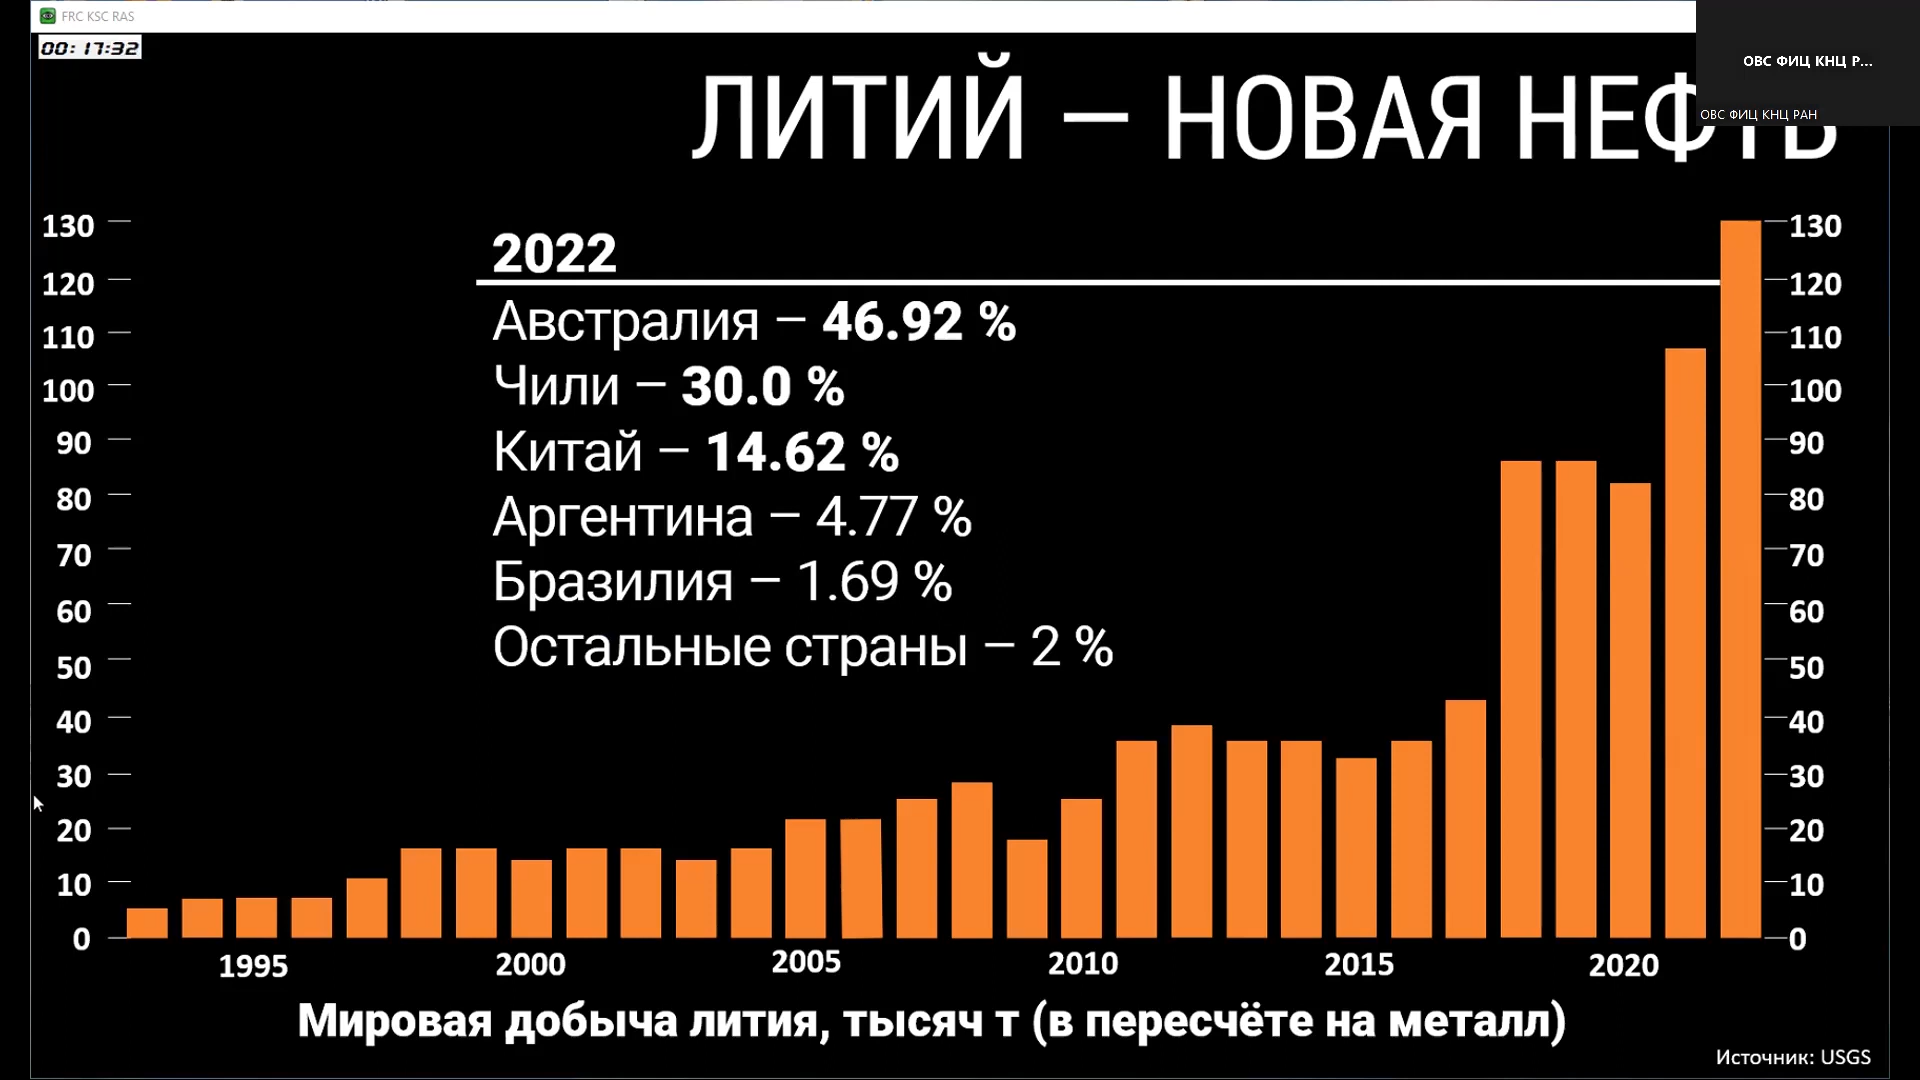 FRC KSC RAS
00:17:32
ОВС ФИЦ КНЦ Р...
ОВС ФИЦ КНЦ РАН
ЛИТИЙ – НОВАЯ НЕФТЬ
130
120
110
100
90
80
70
60
50
40
30
20
10
0
2022
Австралия – 46.92 %
Чили – 30.0 %
Китай – 14.62 %
Аргентина – 4.77 %
Бразилия – 1.69 %
Остальные страны – 2 %
130
120
110
100
90
80
70
60
50
40
30
20
10
0
1995 2000 2005 2010 2015 2020
Мировая добыча лития, тысяч т (в пересчёте на металл)
Источник: USGS